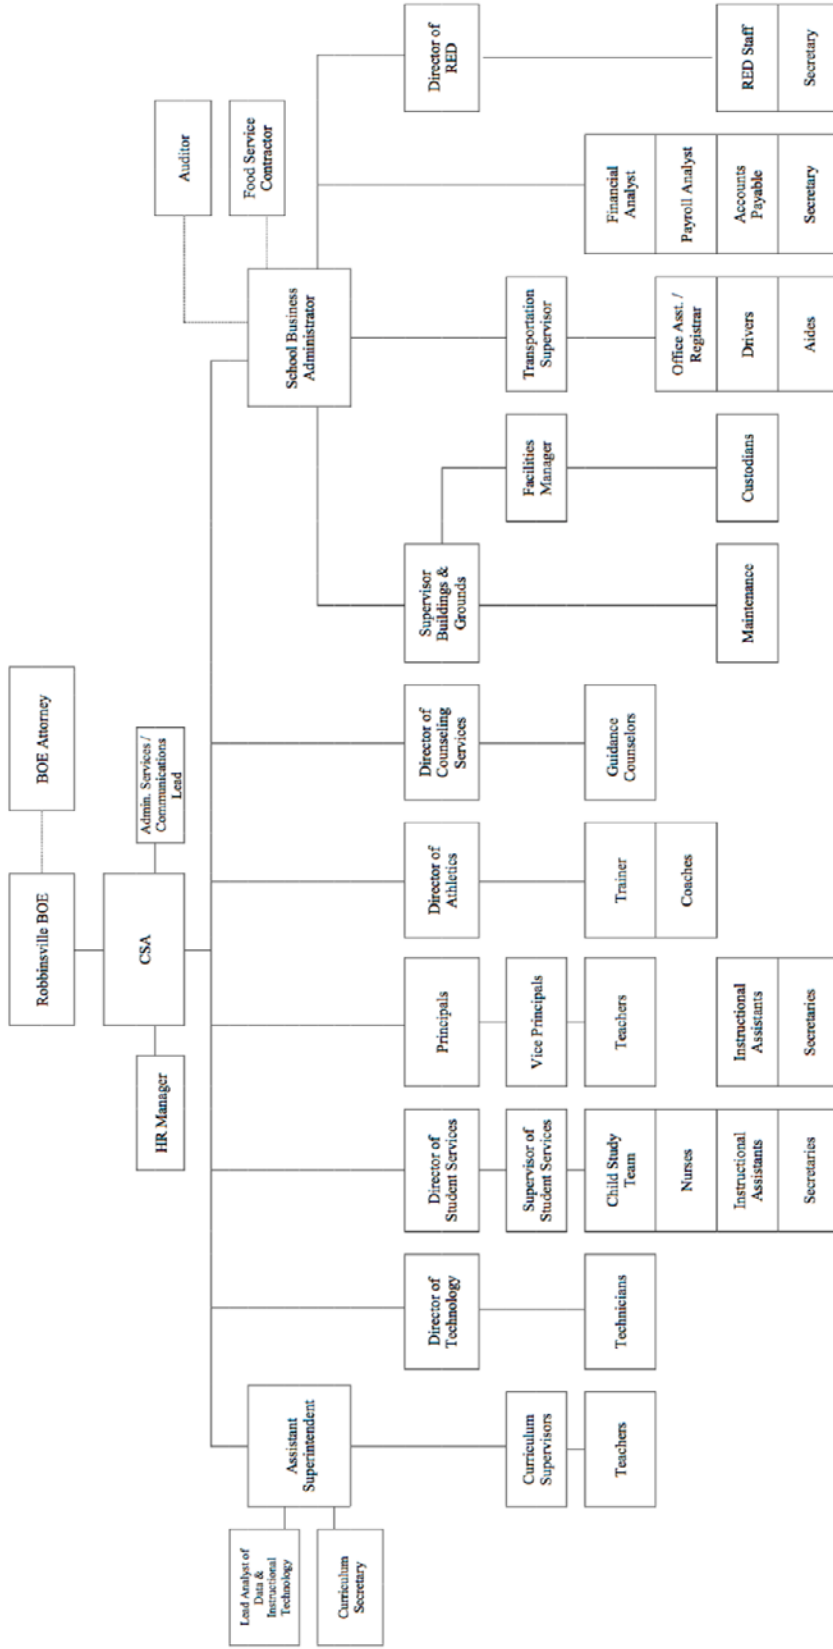 Robbinsville BOE
BOE Attorney
HR Manager
CSA
Admin. Services /
Communications
Lead
Auditor
Food Service
Contractor
Lead Analyst of
Data &
Instructional
Technology
Curriculum
Secretary
Assistant
Superintendent
School Business
Administrator
Director of
Technology
Director of
Student Services
Principals
Director of
Athletics
Director of
Counseling
Services
Supervisor
Buildings &
Grounds
Director of
RED
Curriculum
Supervisors
Supervisor of
Student Services
Vice Principals
Facilities
Manager
Transportation
Supervisor
Teachers
Technicians
Child Study
Team
Nurses
Instructional
Assistants
Secretaries
Teachers
Instructional
Assistants
Secretaries
Trainer
Coaches
Guidance
Counselors
Maintenance
Custodians
Office Asst. /
Registrar
Drivers
Aides
Financial
Analyst
Payroll Analyst
Accounts
Payable
Secretary
RED Staff
Secretary